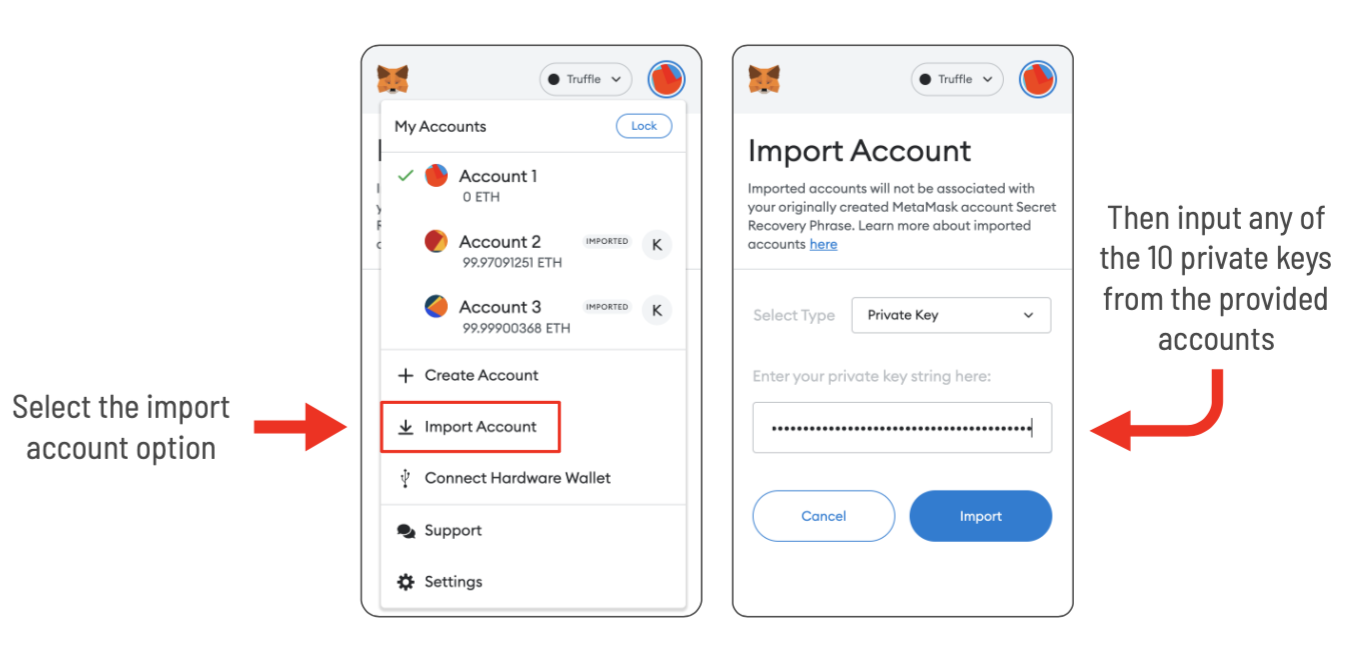 Select the import
account option
Truffle
My Accounts
Lock
Account 1
0 ETH
Account 2
IMPORTED
K
99.97091251 ETH
Account 3
IMPORTED
K
99.99900368 ETH
Create Account
Import Account
Connect Hardware Wallet
Support
Settings
Truffle
Import Account
Imported accounts will not be associated with
your originally created MetaMask account Secret
Recovery Phrase. Learn more about imported
accounts here
Select Type
Private Key
Enter your private key string here:
Cancel
Import
Then input any of
the 10 private keys
from the provided
accounts